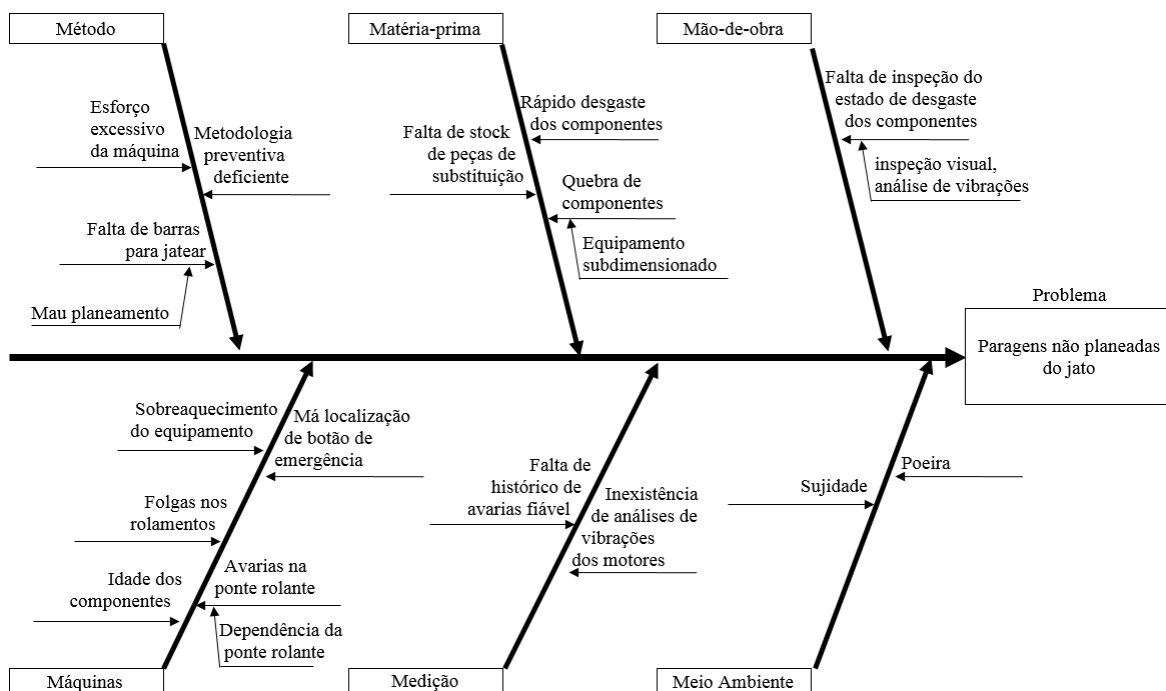 Método
Matéria-prima
Mão-de-obra
Esforço
excessivo
da máquina
Metodologia
preventiva
deficiente
Falta de barras
para jatear
Mau planeamento
Rápido desgaste
dos componentes
Falta de stock
de peças de
substituição
Quebra de
componentes
Equipamento
subdimensionado
Falta de inspeção do
estado de desgaste
dos componentes
inspeção visual,
análise de vibrações
Problema
Paragens não planeadas
do jato
Sobreaquecimento
do equipamento
Má localização
de botão de
emergência
Folgas nos
rolamentos
Avarias na
ponte rolante
Idade dos
componentes
Dependência da
ponte rolante
Falta de
histórico de
avarias fiável
Inexistência
de análises de
vibrações
dos motores
Poeira
Sujidade
Máquinas
Medição
Meio Ambiente